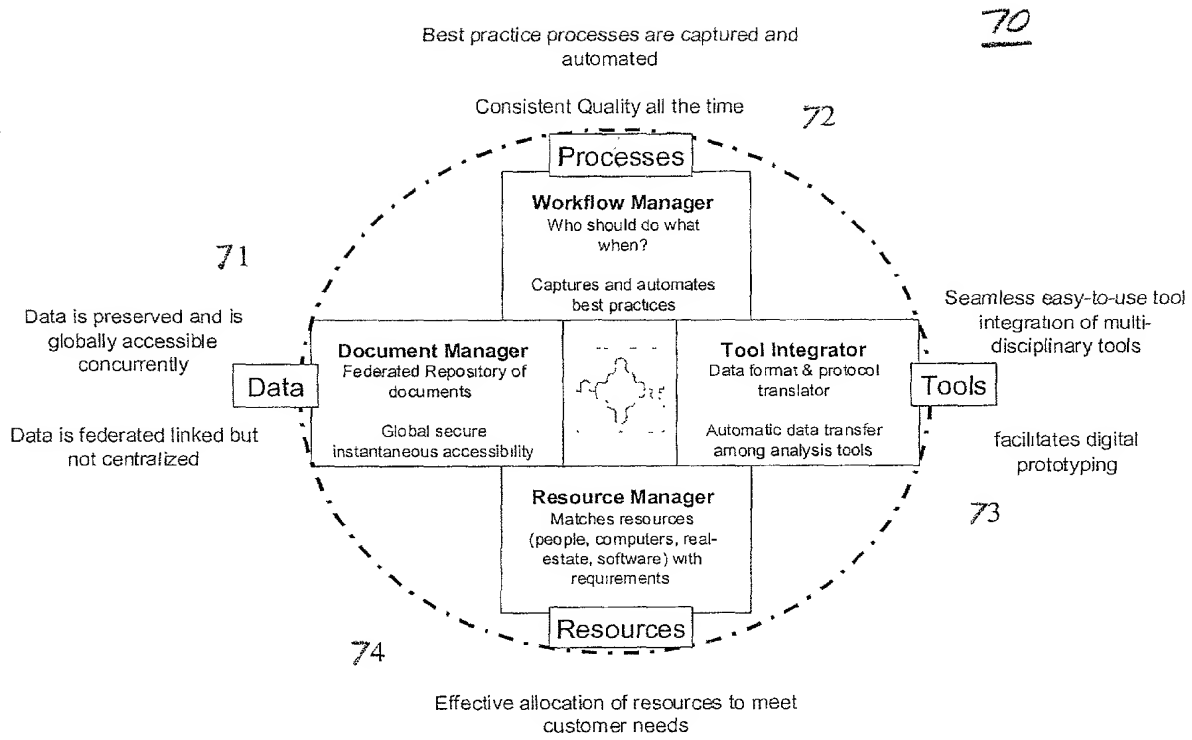 70
Best practice processes are captured and
automated
Consistent Quality all the time
72
Processes
Workflow Manager
Who should do what
when?
Captures and automates
best practices
71
Data is preserved and is
globally accessible
concurrently
Data
Data is federated linked but
not centralized
Document Manager
Federated Repository of
documents
Global secure
instantaneous accessibility
Tool Integrator
Data format & protocol
translator
Automatic data transfer
among analysis tools
Tools
Seamless easy-to-use tool
integration of multi-
disciplinary tools
facilitates digital
prototyping
73
Resource Manager
Matches resources
(people, computers, real-
estate, software) with
requirements
Resources
74
Effective allocation of resources to meet
customer needs